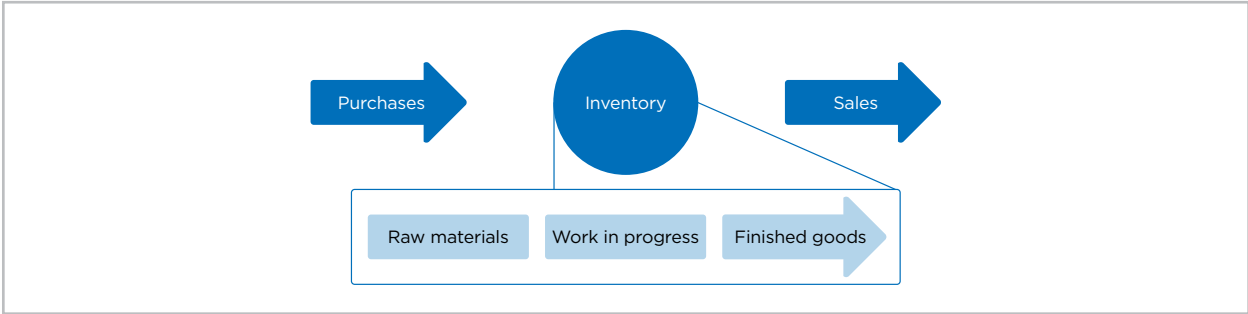 Purchases
Inventory
Sales
Raw materials
Work in progress
Finished goods